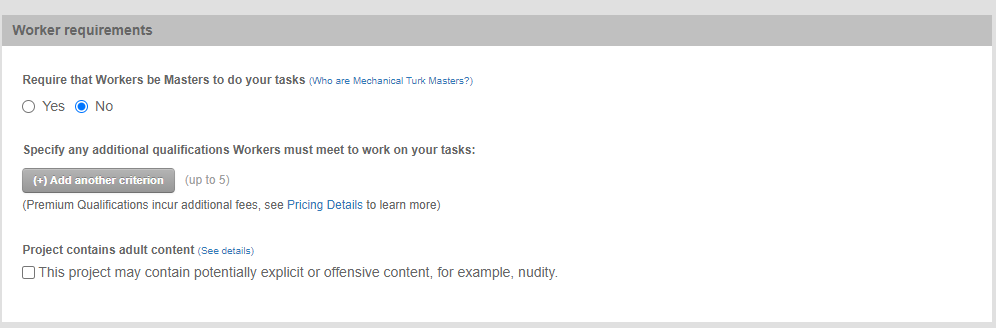 Worker requirements
Require that Workers be Masters to do your tasks (Who are Mechanical Turk Masters?)
Yes No
Specify any additional qualifications Workers must meet to work on your tasks:
(+) Add another criterion (up to 5)
(Premium Qualifications incur additional fees, see Pricing Details to learn more)
Project contains adult content (See details)
This project may contain potentially explicit or offensive content, for example, nudity.